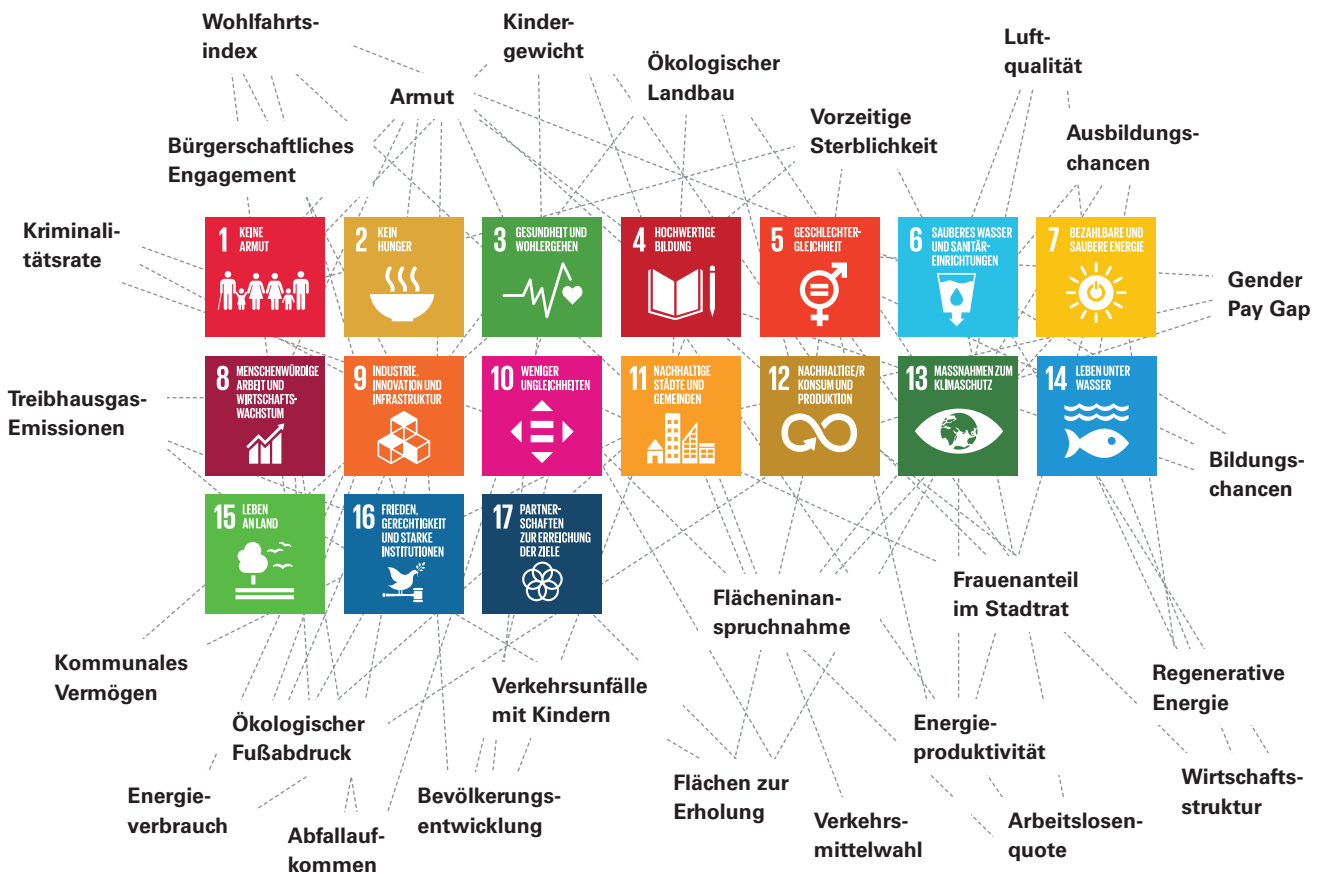 Wohlfahrts-
index
Kinder-
gewicht
Luft-
qualität
Ökologischer
Landbau
Armut
Vorzeitige
Sterblichkeit
Ausbildungs-
chancen
Bürgerschaftliches
Engagement
Kriminali-
tätsrate
1 KEINE
ARMUT
2 KEIN
HUNGER
3 GESUNDHEIT UND
WOHLERGEHEN
4 HOCHWERTIGE
BILDUNG
5 GESCHLECHTER-
GLEICHHEIT
6 SAUBERES WASSER
UND SANITÄR-
EINRICHTUNGEN
7 BEZAHLBARE UND
SAUBERE ENERGIE
Gender
Pay Gap
8 MENSCHENWÜRDIGE
ARBEIT UND
WIRTSCHAFTS-
WACHSTUM
9 INDUSTRIE,
INNOVATION UND
INFRASTRUKTUR
10 WENIGER
UNGLEICHHEITEN
11 NACHHALTIGE
STÄDTE UND
GEMEINDEN
12 NACHHALTIGE/R
KONSUM UND
PRODUKTION
13 MASSNAHMEN ZUM
KLIMASCHUTZ
14 LEBEN UNTER
WASSER
Treibhausgas-
Emissionen
Bildungs-
chancen
15 LEBEN
AN LAND
16 FRIEDEN,
GERECHTIGKEIT
UND STARKE
INSTITUTIONEN
17 PARTNER-
SCHAFTEN
ZUR ERREICHUNG
DER ZIELE
Flächeninan-
spruchnahme
Frauenanteil
im Stadtrat
Kommunales
Vermögen
Verkehrsunfälle
mit Kindern
Regenerative
Energie
Ökologischer
Fußabdruck
Energie-
produktivität
Energie-
verbrauch
Bevölkerungs-
entwicklung
Flächen zur
Erholung
Wirtschafts-
struktur
Abfallauf-
kommen
Verkehrs-
mittelwahl
Arbeitslosen-
quote